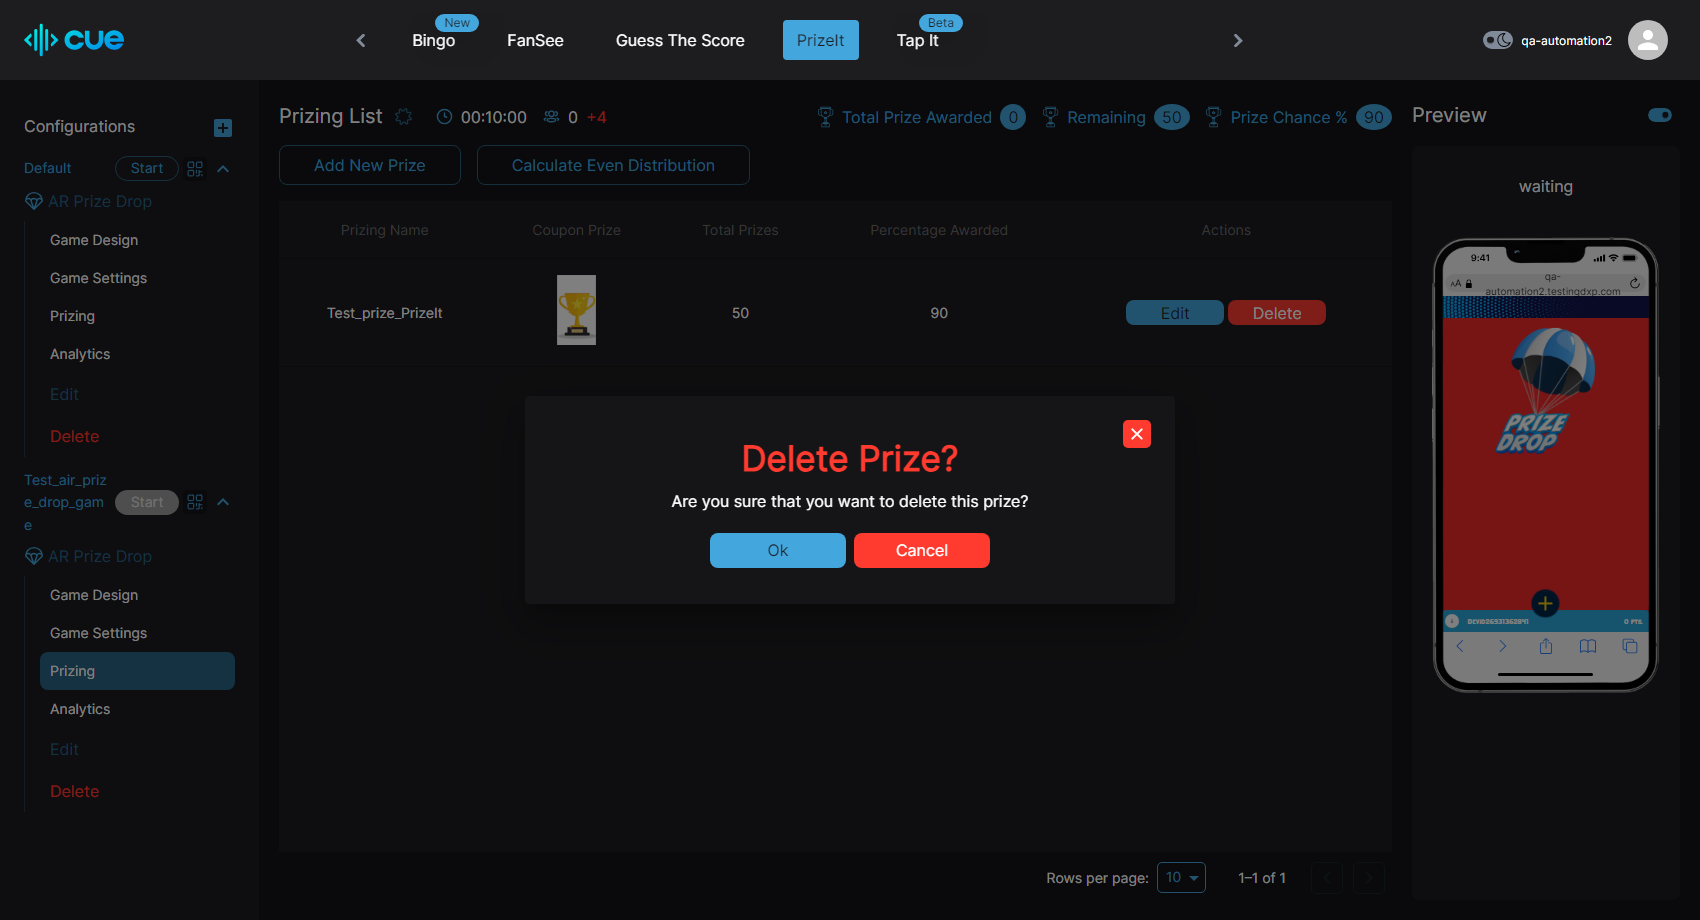 cue
New
Bingo
FanSee
Guess The Score
PrizeIt
Beta
Tap It
qa-automation2
Configurations
Default
Start
AR Prize Drop
Game Design
Game Settings
Prizing
Analytics
Edit
Delete
Test_air_priz
e_drop_gam
e
Start
AR Prize Drop
Game Design
Game Settings
Prizing
Analytics
Edit
Delete
Prizing List
00:10:00
0 +4
Total Prize Awarded 0
Remaining 50
Prize Chance % 90
Add New Prize
Calculate Even Distribution
Prizing Name
Coupon Prize
Total Prizes
Percentage Awarded
Actions
Test_prize_PrizeIt
50
90
Edit
Delete
Delete Prize?
Are you sure that you want to delete this prize?
Ok
Cancel
Rows per page: 10
1–1 of 1
Preview
waiting
9:41
AA
qa-
automation2.testingdxp.com
PRIZE
DROP
0 PTS.